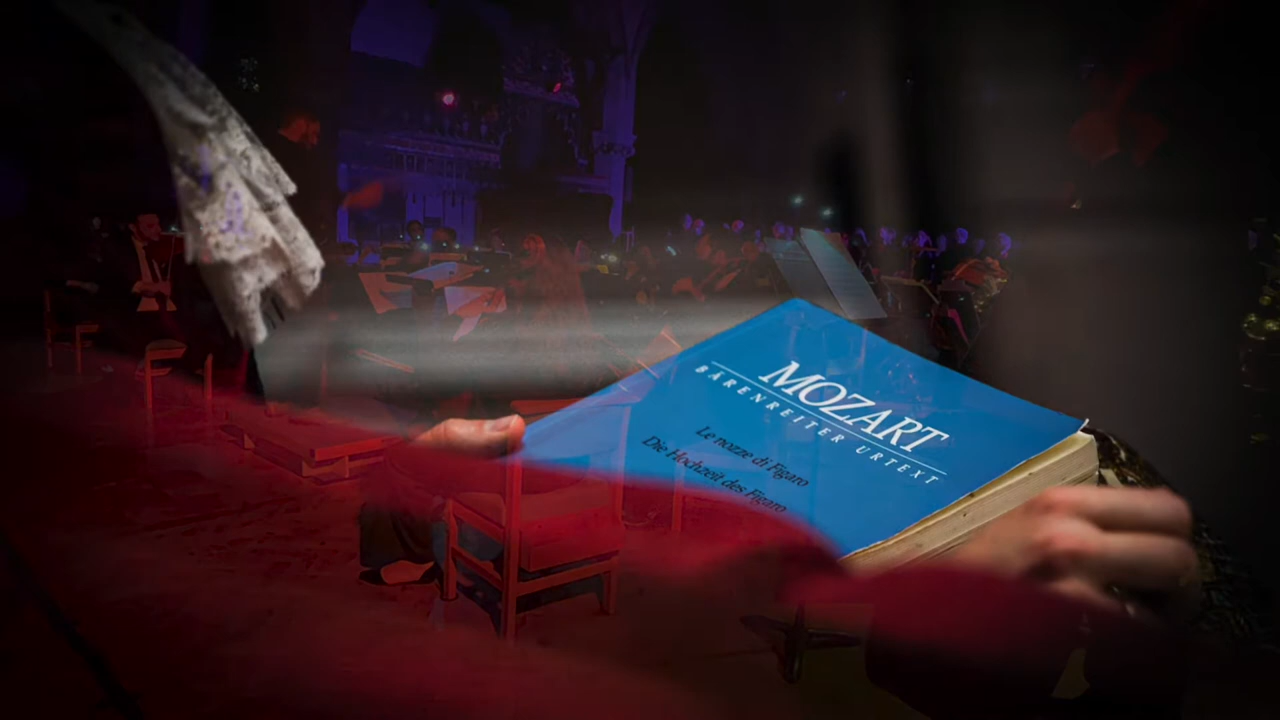 MOZART
BÄRENREITER URTEXT
Le nozze di Figaro
Die Hochzeit des Figaro